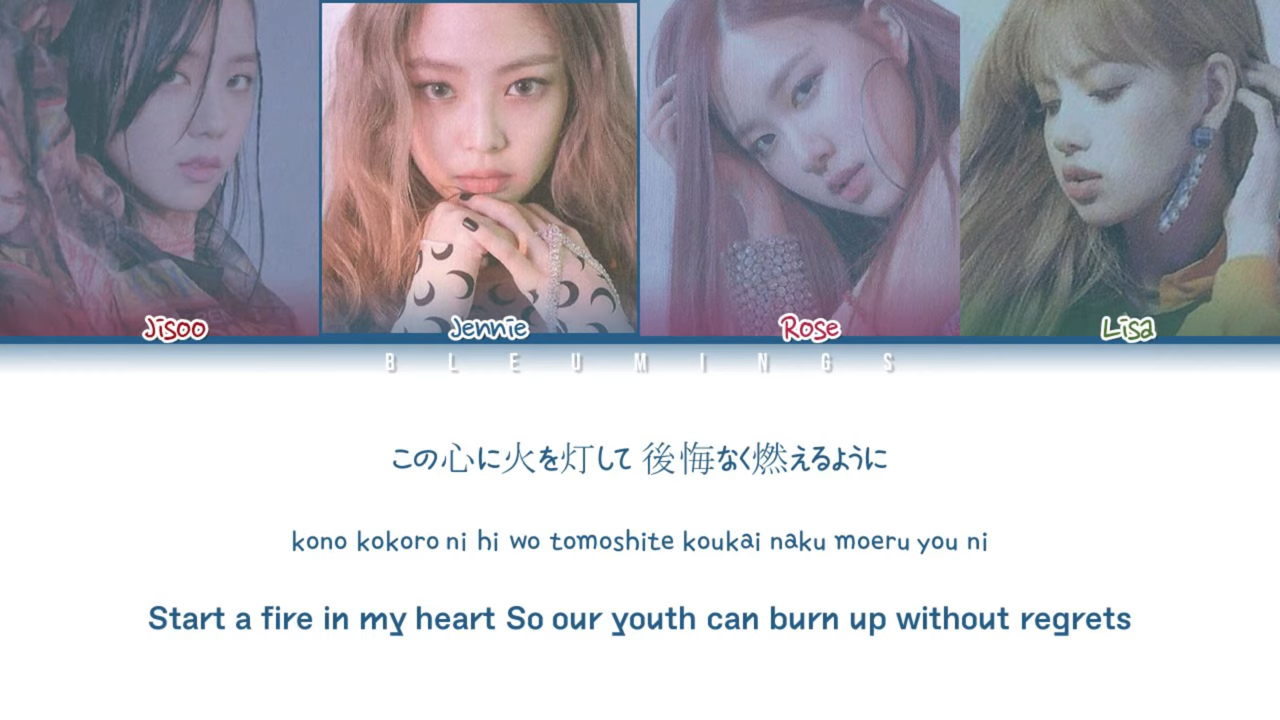 Jisoo Jennie Rose Lisa
BLEUMINGS
この心に火を灯して 後悔なく燃えるように
kono kokoro ni hi wo tomoshite koukai naku moeru you ni
Start a fire in my heart So our youth can burn up without regrets